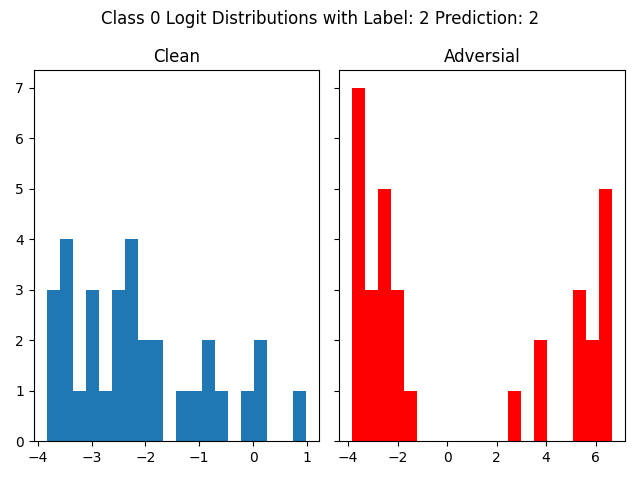 Class 0 Logit Distributions with Label: 2 Prediction: 2
Clean
Adversial
7
6
5
4
3
2
1
0
−4 −3 −2 −1 0 1
−4 −2 0 2 4 6